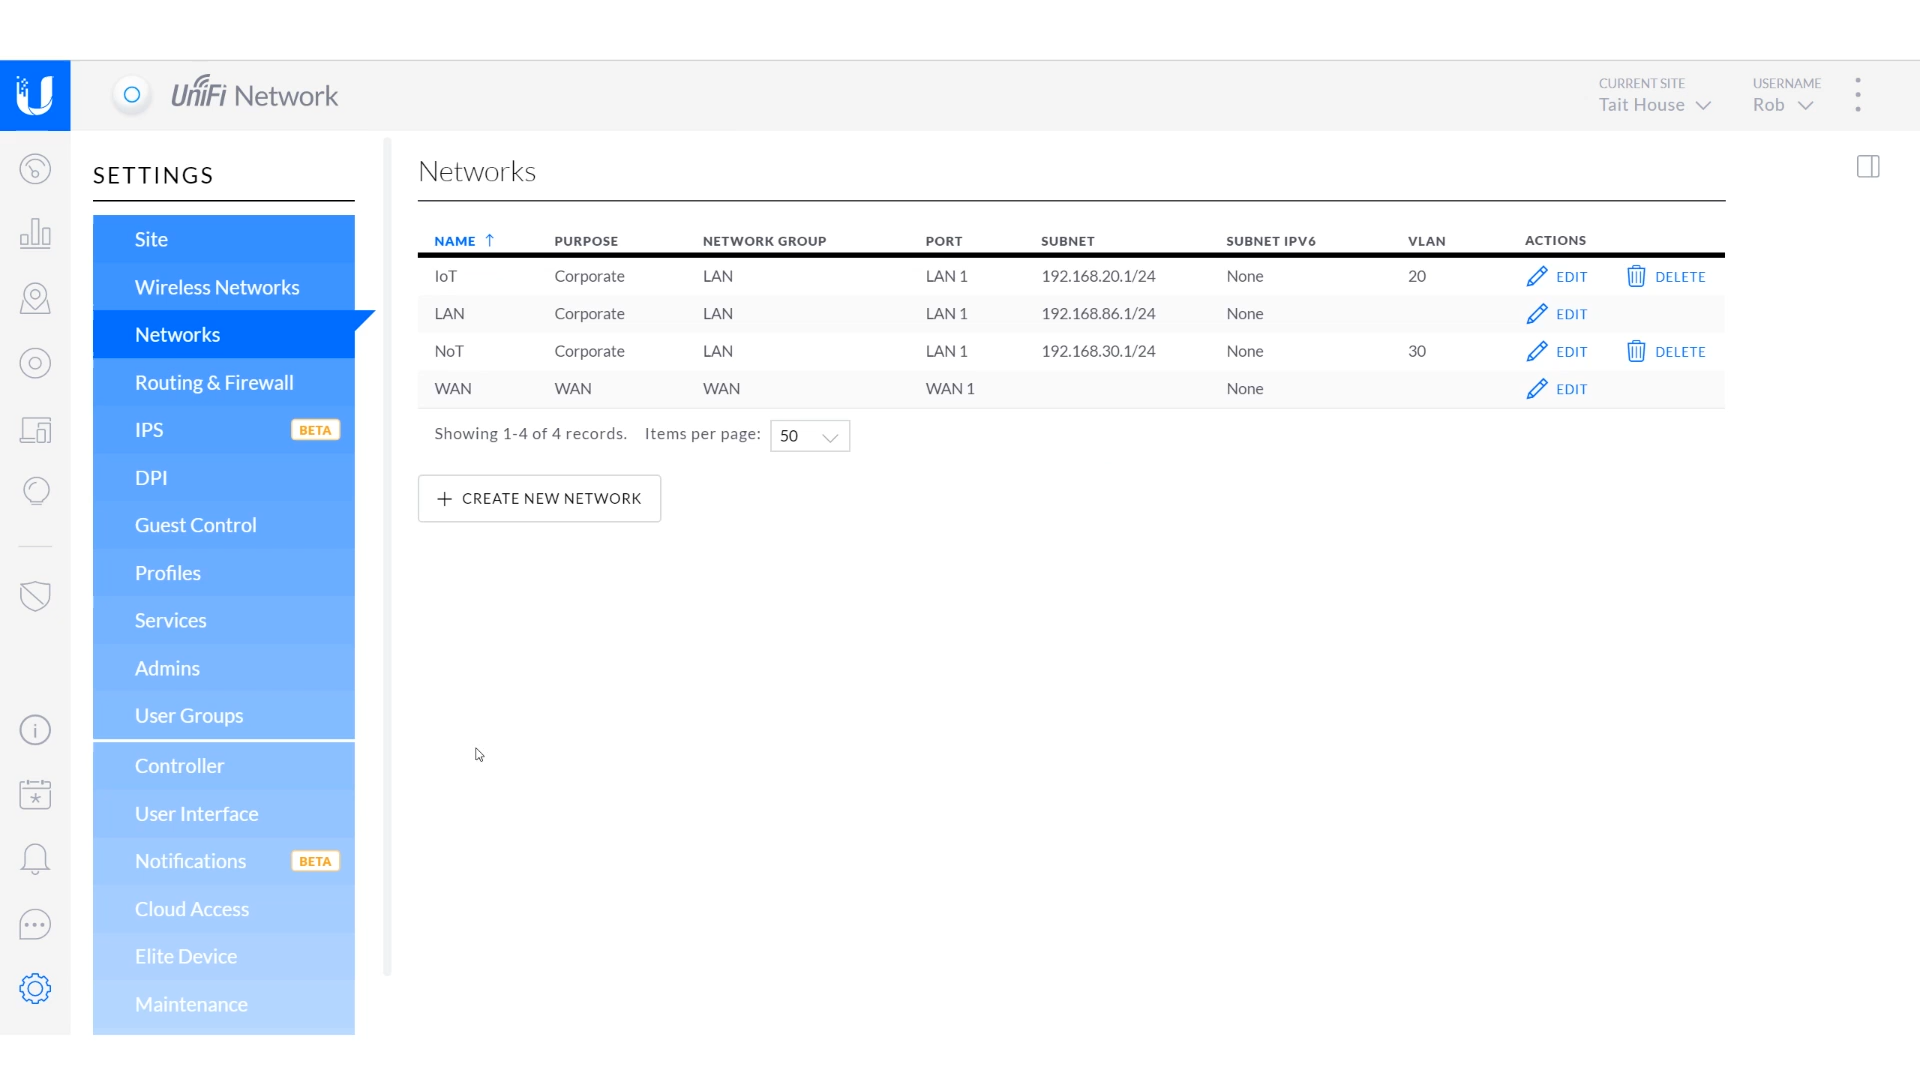 UniFi Network
CURRENT SITE
Tait House
USERNAME
Rob
SETTINGS
Site
Wireless Networks
Networks
Routing & Firewall
IPS BETA
DPI
Guest Control
Profiles
Services
Admins
User Groups
Controller
User Interface
Notifications BETA
Cloud Access
Elite Device
Maintenance
Networks
NAME ↑ PURPOSE NETWORK GROUP PORT SUBNET SUBNET IPV6 VLAN ACTIONS
IoT Corporate LAN LAN 1 192.168.20.1/24 None 20 EDIT DELETE
LAN Corporate LAN LAN 1 192.168.86.1/24 None EDIT
NoT Corporate LAN LAN 1 192.168.30.1/24 None 30 EDIT DELETE
WAN WAN WAN WAN 1 None EDIT
Showing 1-4 of 4 records. Items per page: 50
+ CREATE NEW NETWORK